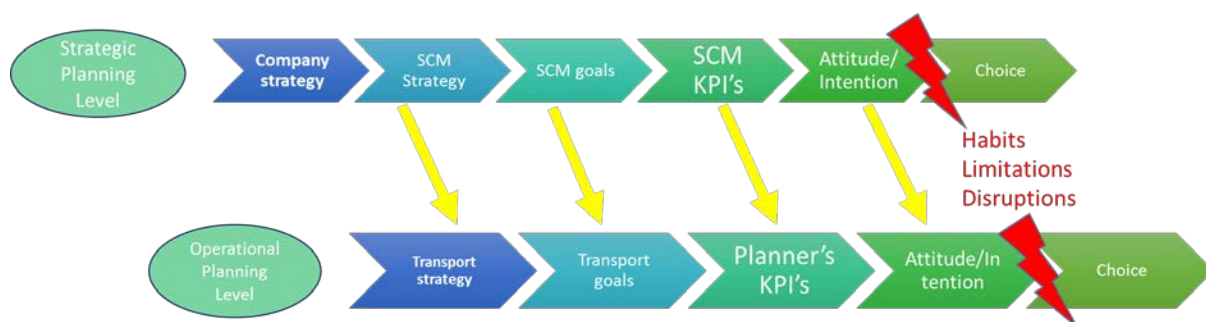 Strategic
Planning
Level
Company
strategy
SCM
Strategy
SCM goals
SCM
KPI's
Attitude/
Intention
Choice
Habits
Limitations
Disruptions
Operational
Planning
Level
Transport
strategy
Transport
goals
Planner's
KPI's
Attitude/In
tention
Choice